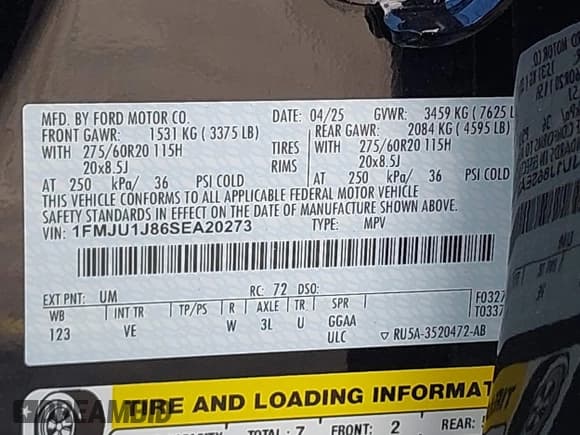 MFD. BY FORD MOTOR CO. DATE: 04/25 GVWR: 3459 KG ( 7625 L
FRONT GAWR: 1531 KG ( 3375 LB) REAR GAWR: 2084 KG ( 4595 LB)
WITH 275/60R20 115H TIRES WITH 275/60R20 115H
20x8.5J RIMS 20x8.5J
AT 250 kPa/ 36 PSI COLD AT 250 kPa/ 36 PSI COLD
THIS VEHICLE CONFORMS TO ALL APPLICABLE FEDERAL MOTOR VEHICLE
SAFETY STANDARDS IN EFFECT ON THE DATE OF MANUFACTURE SHOWN ABOVE.
VIN: 1FMJU1J86SEA20273 TYPE: MPV
EXT PNT: UM RC: 72 DSO: F0327
WB INT TR TP/PS R AXLE TR SPR T0337
123 VE W 3L U GGAA
ULC ▽ RU5A-3520472-AB
TIRE AND LOADING INFORMAT
TOTAL: 7 FRONT: 2 REAR: